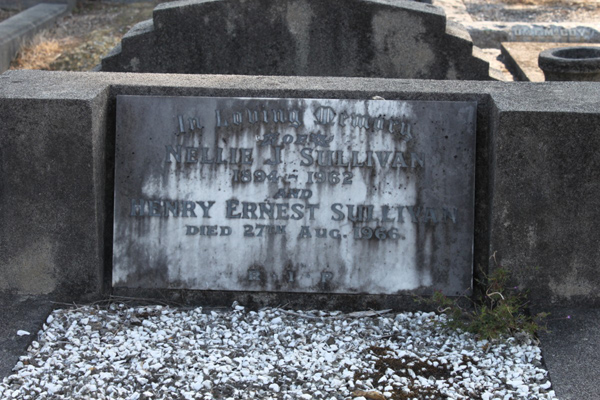 In Loving Memory
NELLIE J. SULLIVAN
1894 - 1962
AND
HENRY ERNEST SULLIVAN
DIED 27TH AUG. 1966.
R.I.P.